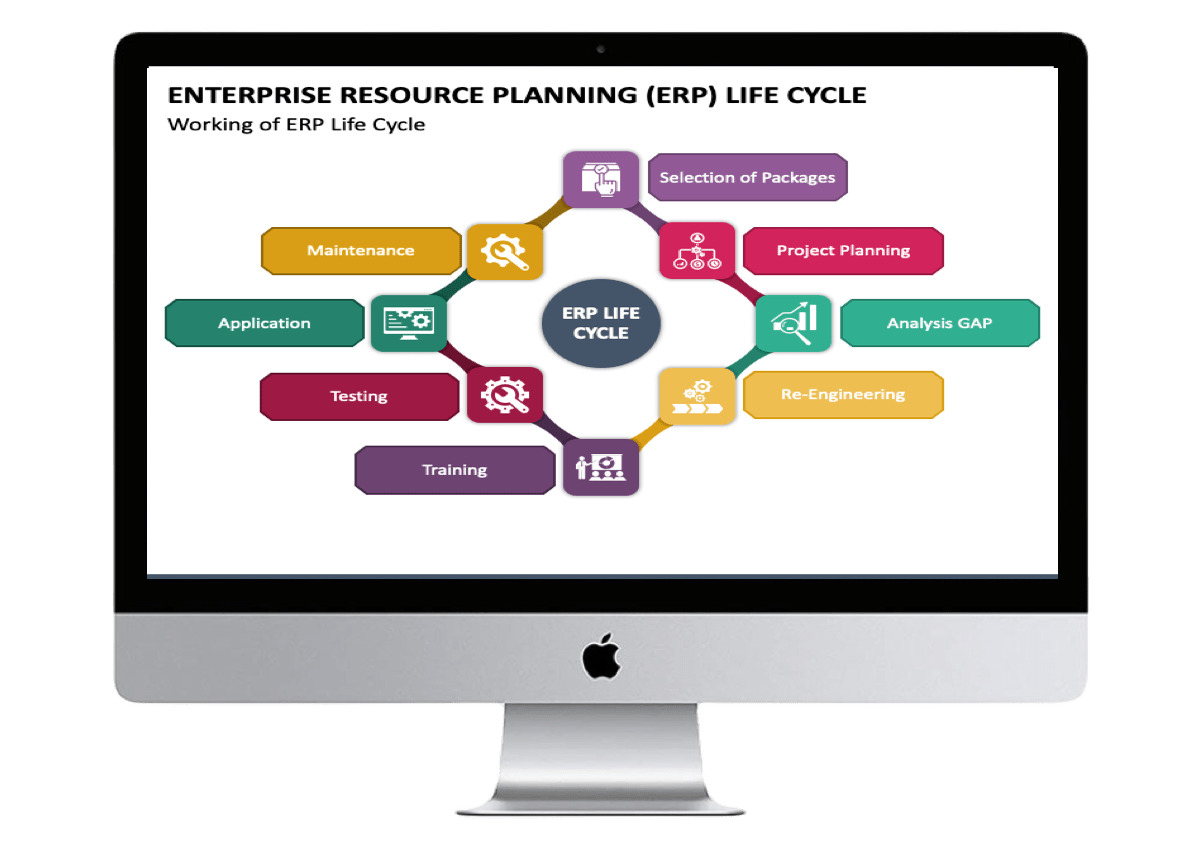 ENTERPRISE RESOURCE PLANNING (ERP) LIFE CYCLE
Working of ERP Life Cycle
Selection of Packages
Maintenance
Project Planning
ERP LIFE
CYCLE
Application
Analysis GAP
Testing
Re-Engineering
Training